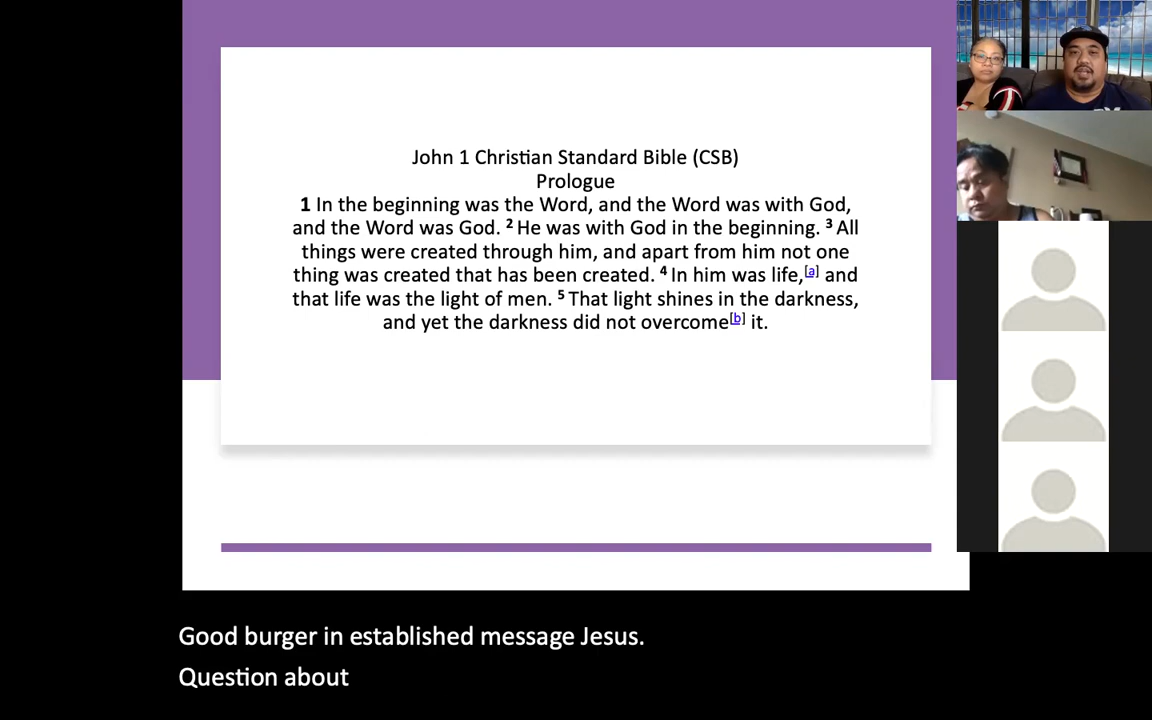 John 1 Christian Standard Bible (CSB)
Prologue
1 In the beginning was the Word, and the Word was with God,
and the Word was God. 2 He was with God in the beginning. 3 All
things were created through him, and apart from him not one
thing was created that has been created. 4 In him was life,[a] and
that life was the light of men. 5 That light shines in the darkness,
and yet the darkness did not overcome[b] it.
Good burger in established message Jesus.
Question about